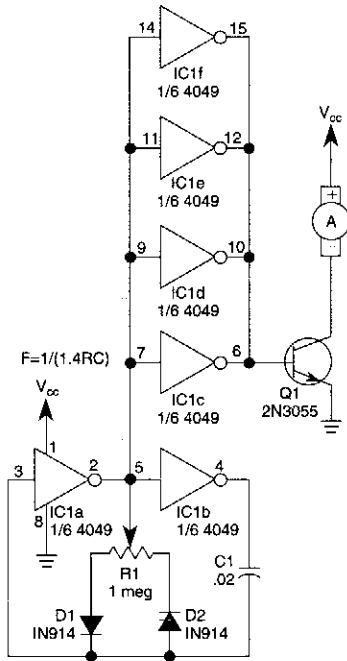 14
15
IC1f
1/6 4049
V_cc
11
12
IC1e
1/6 4049
+
A
9
10
IC1d
1/6 4049
-
F=1/(1.4RC)
7
6
V_cc
IC1c
1/6 4049
Q1
2N3055
1
3
2
5
4
8
IC1a
1/6 4049
IC1b
1/6 4049
R1
1 meg
C1
.02
D1
IN914
D2
IN914